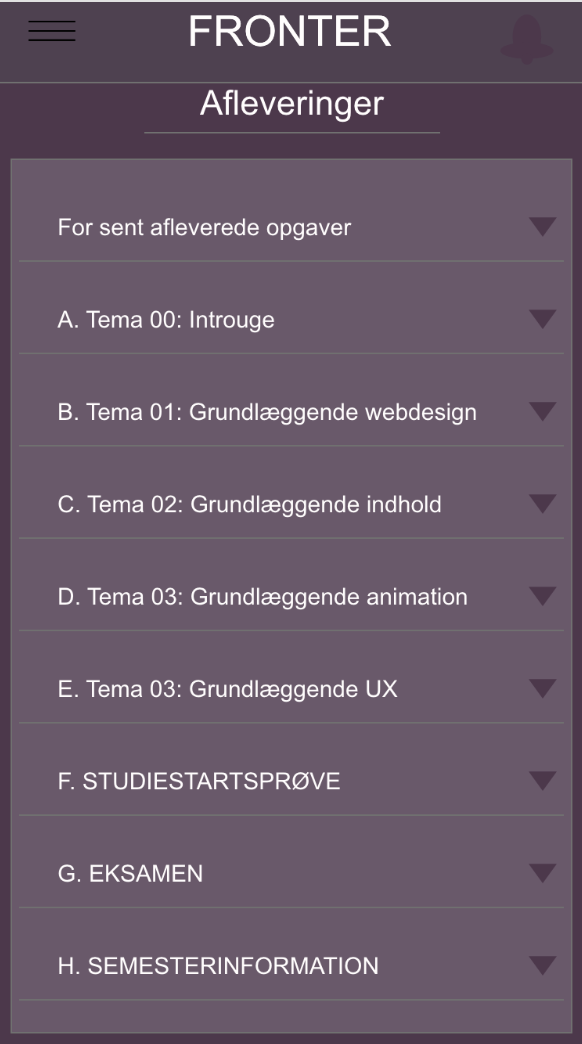 FRONTER
Afleveringer
For sent afleverede opgaver
A. Tema 00: Introuge
B. Tema 01: Grundlæggende webdesign
C. Tema 02: Grundlæggende indhold
D. Tema 03: Grundlæggende animation
E. Tema 03: Grundlæggende UX
F. STUDIESTARTSPRØVE
G. EKSAMEN
H. SEMESTERINFORMATION